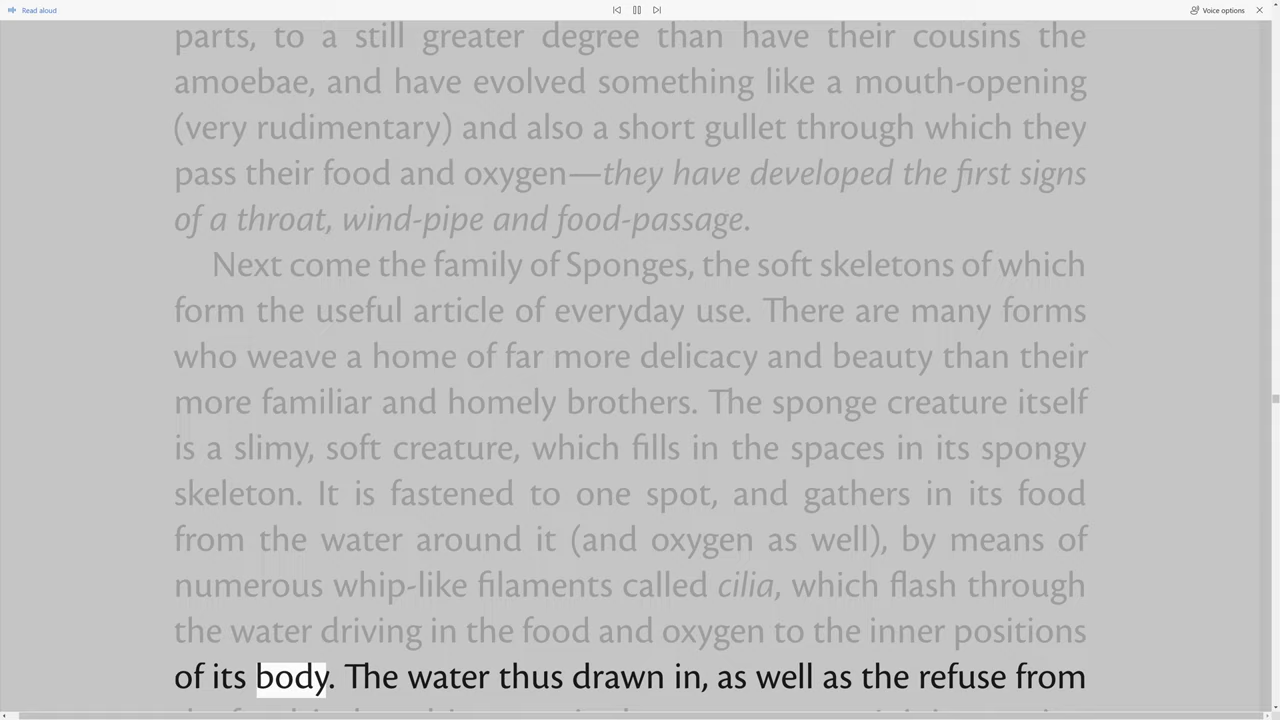 Read aloud
Voice options
parts, to a still greater degree than have their cousins the
amoebae, and have evolved something like a mouth-opening
(very rudimentary) and also a short gullet through which they
pass their food and oxygen—they have developed the first signs
of a throat, wind-pipe and food-passage.
Next come the family of Sponges, the soft skeletons of which
form the useful article of everyday use. There are many forms
who weave a home of far more delicacy and beauty than their
more familiar and homely brothers. The sponge creature itself
is a slimy, soft creature, which fills in the spaces in its spongy
skeleton. It is fastened to one spot, and gathers in its food
from the water around it (and oxygen as well), by means of
numerous whip-like filaments called cilia, which flash through
the water driving in the food and oxygen to the inner positions
of its body. The water thus drawn in, as well as the refuse from